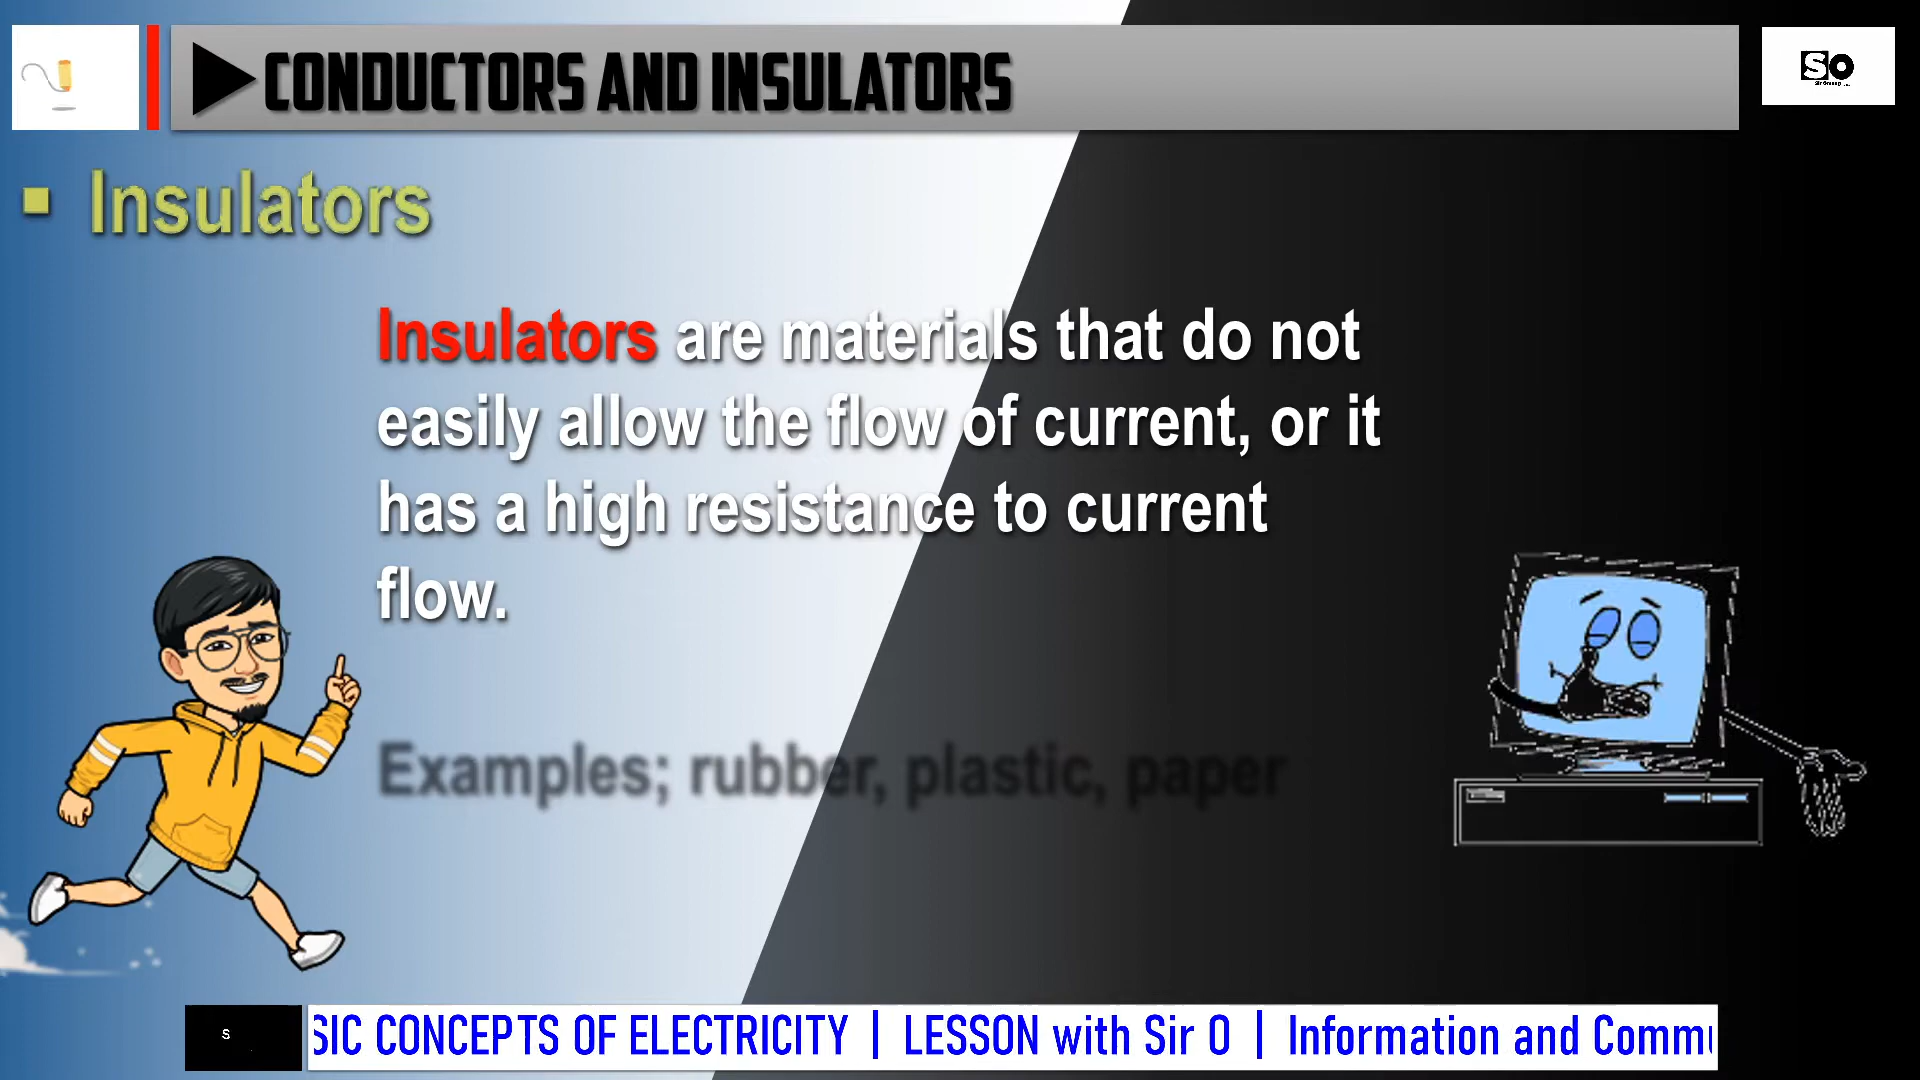 CONDUCTORS AND INSULATORS
SO
Insulators
Insulators are materials that do not
easily allow the flow of current, or it
has a high resistance to current
flow.
Examples; rubber, plastic, paper
S
SIC CONCEPTS OF ELECTRICITY | LESSON with Sir O | Information and Commu